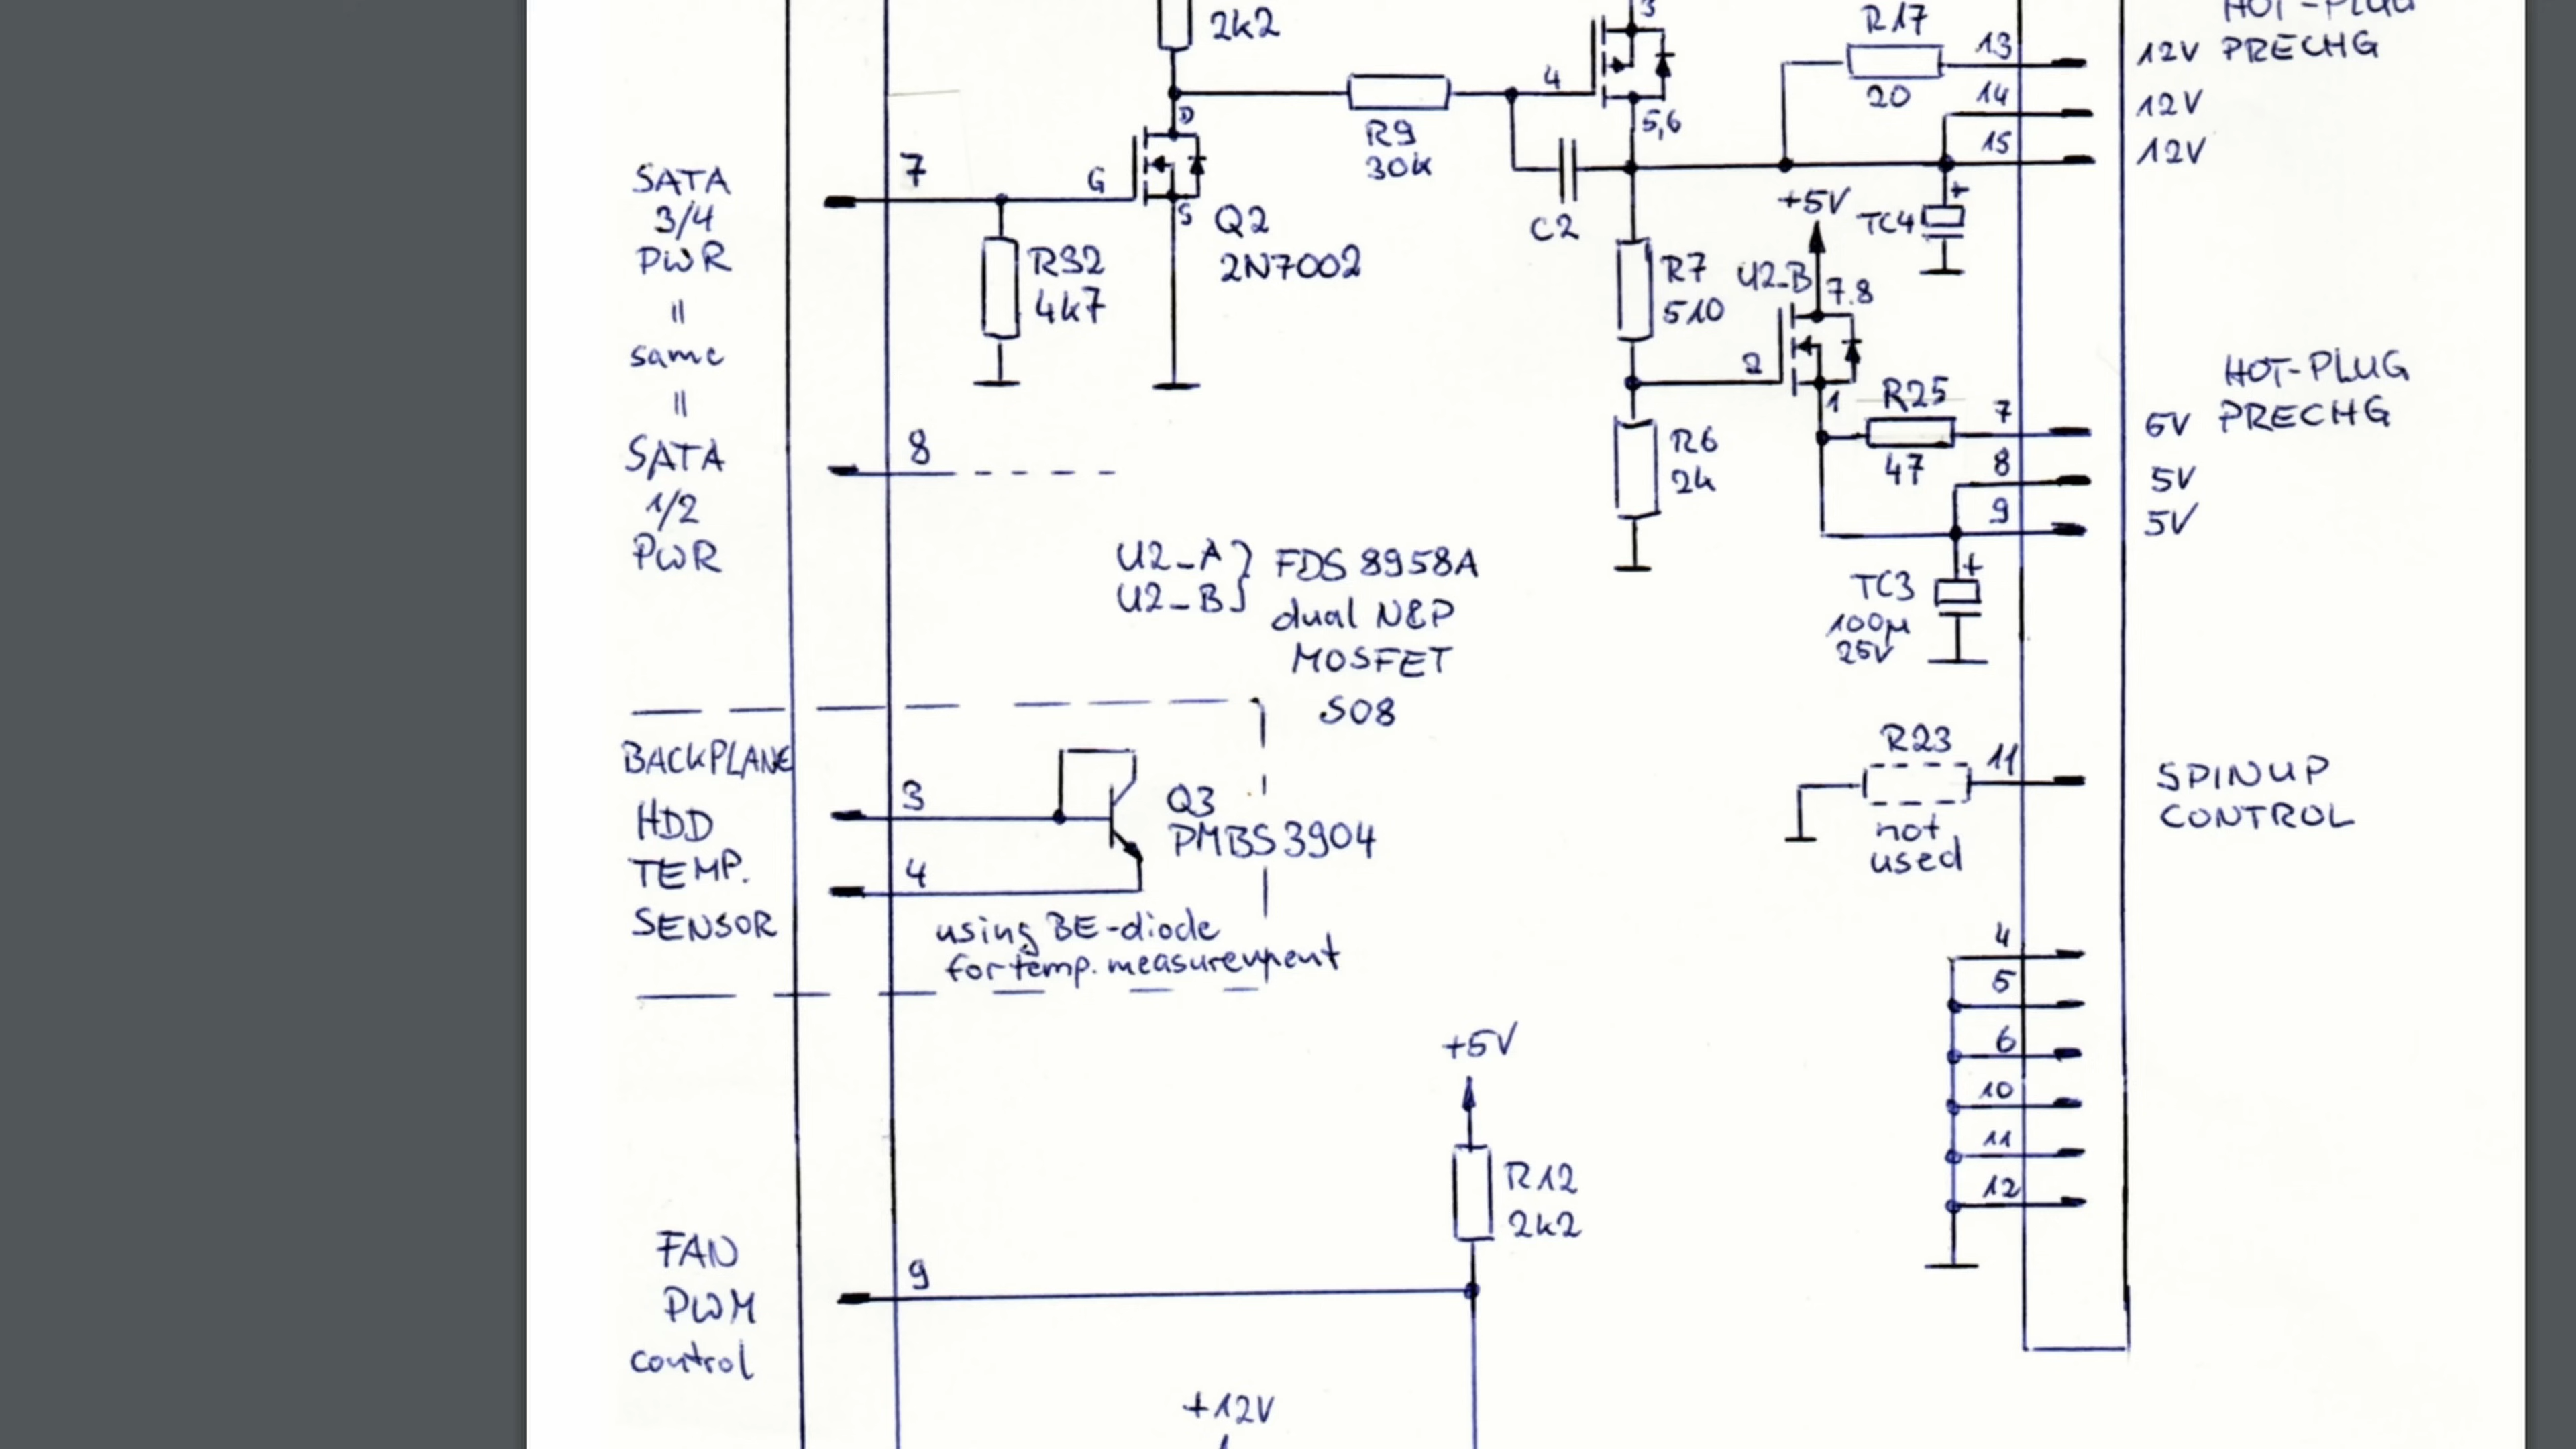 2k2
3
R17
13
12V
HOT-PLUG
PRECHG
20
14
12V
15
12V
4
R9
30k
5,6
C2
D
G
S
Q2
2N7002
SATA
3/4
PWR
=
same
=
SATA
1/2
PWR
7
R32
4k7
8
+5V
TC4
+
R7
510
U2-B
7.8
2
1
R25
47
7
8
9
6V
5V
5V
HOT-PLUG
PRECHG
R6
2k
+
TC3
100µ
25V
U2-A
U2-B
} FDS 8958A
dual N&P
MOSFET
SO8
BACKPLANE
HDD
TEMP.
SENSOR
3
4
Q3
PMBS3904
using BE-diode
for temp. measurement
R23
11
not
used
SPINUP
CONTROL
4
5
6
10
11
12
+5V
R12
2k2
FAN
PWM
control
9
+12V